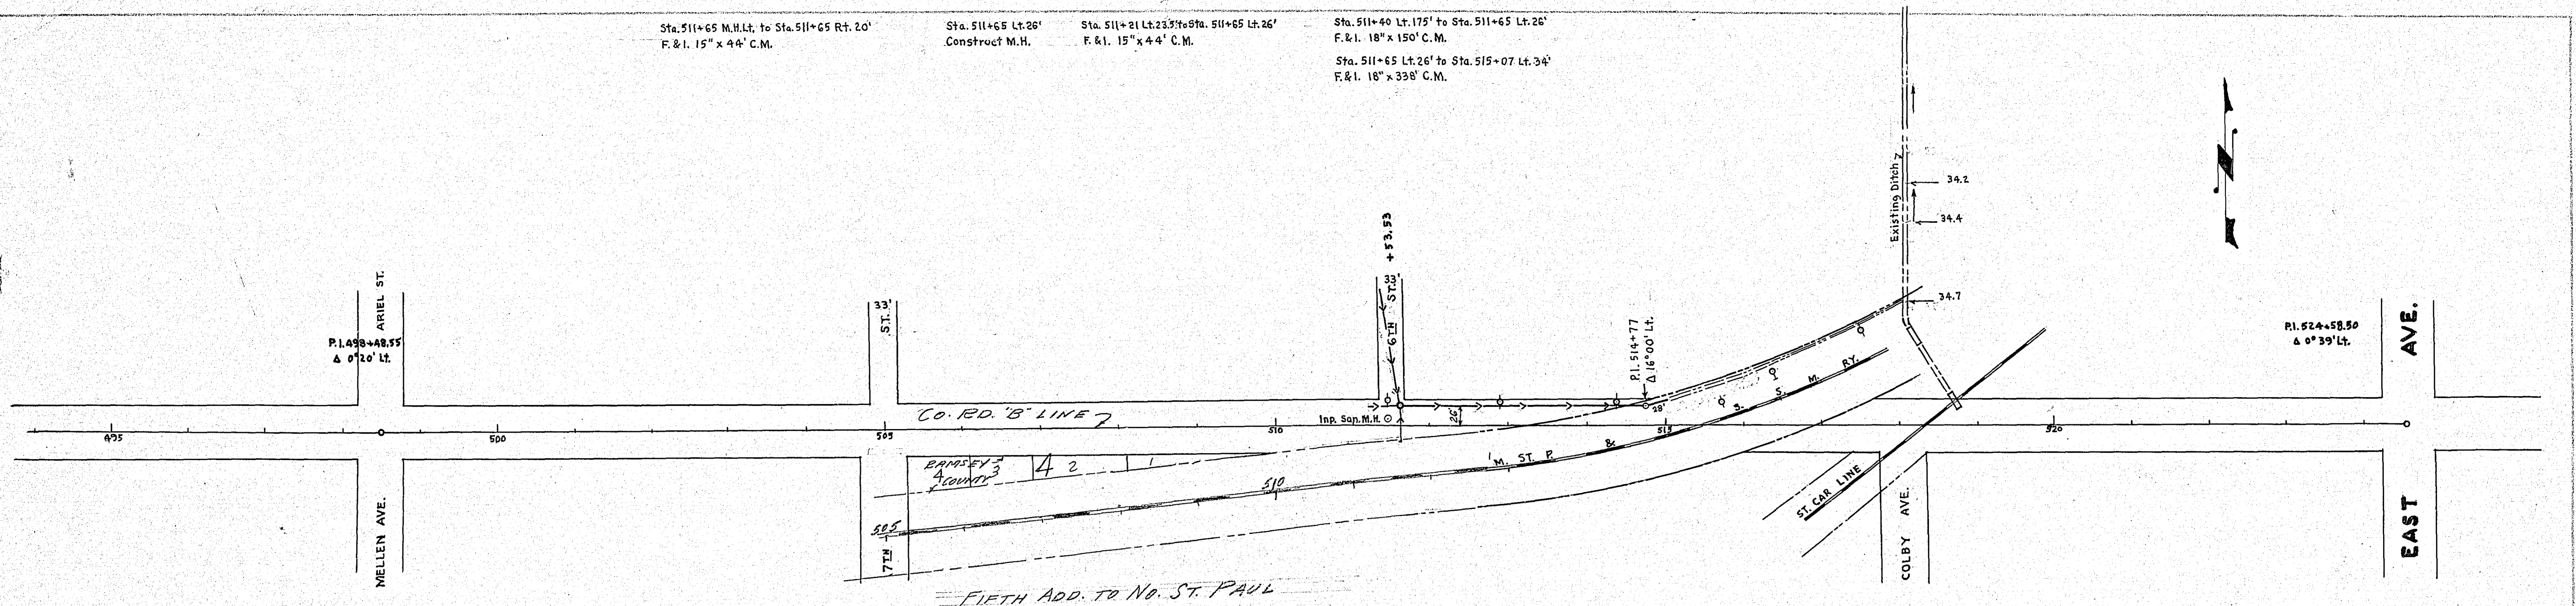 Sta. 511+65 M.H.Lt. to Sta. 511+65 Rt. 20'
F. & I. 15" x 44' C.M.
Sta. 511+65 Lt. 26'
Construct M.H.
Sta. 511+21 Lt. 23.5' to Sta. 511+65 Lt. 26'
F. & I. 15" x 44' C.M.
Sta. 511+40 Lt. 175' to Sta. 511+65 Lt. 26'
F. & I. 18" x 150' C.M.
Sta. 511+65 Lt. 26' to Sta. 515+07 Lt. 34'
F. & I. 18" x 338' C.M.
Existing Ditch
34.2
34.4
34.7
N
+53.53
33'
6TH ST.
ARIEL ST.
P.I. 498+48.55
Δ 0°20' Lt.
33'
ST.
P.I. 514+77
Δ 16°00' Lt.
P.I. 524+58.50
Δ 0°39' Lt.
AVE.
S. S. M. RY.
28'
26'
CO. RD. "B" LINE
Inp. San. M.H.
495
500
505
510
515
520
RAMSEY
COUNTY
4
3
4
2
1
M. ST. P. &
510
505
ST. CAR LINE
MELLEN AVE.
7TH
COLBY AVE.
EAST
FIFTH ADD. TO NO. ST. PAUL